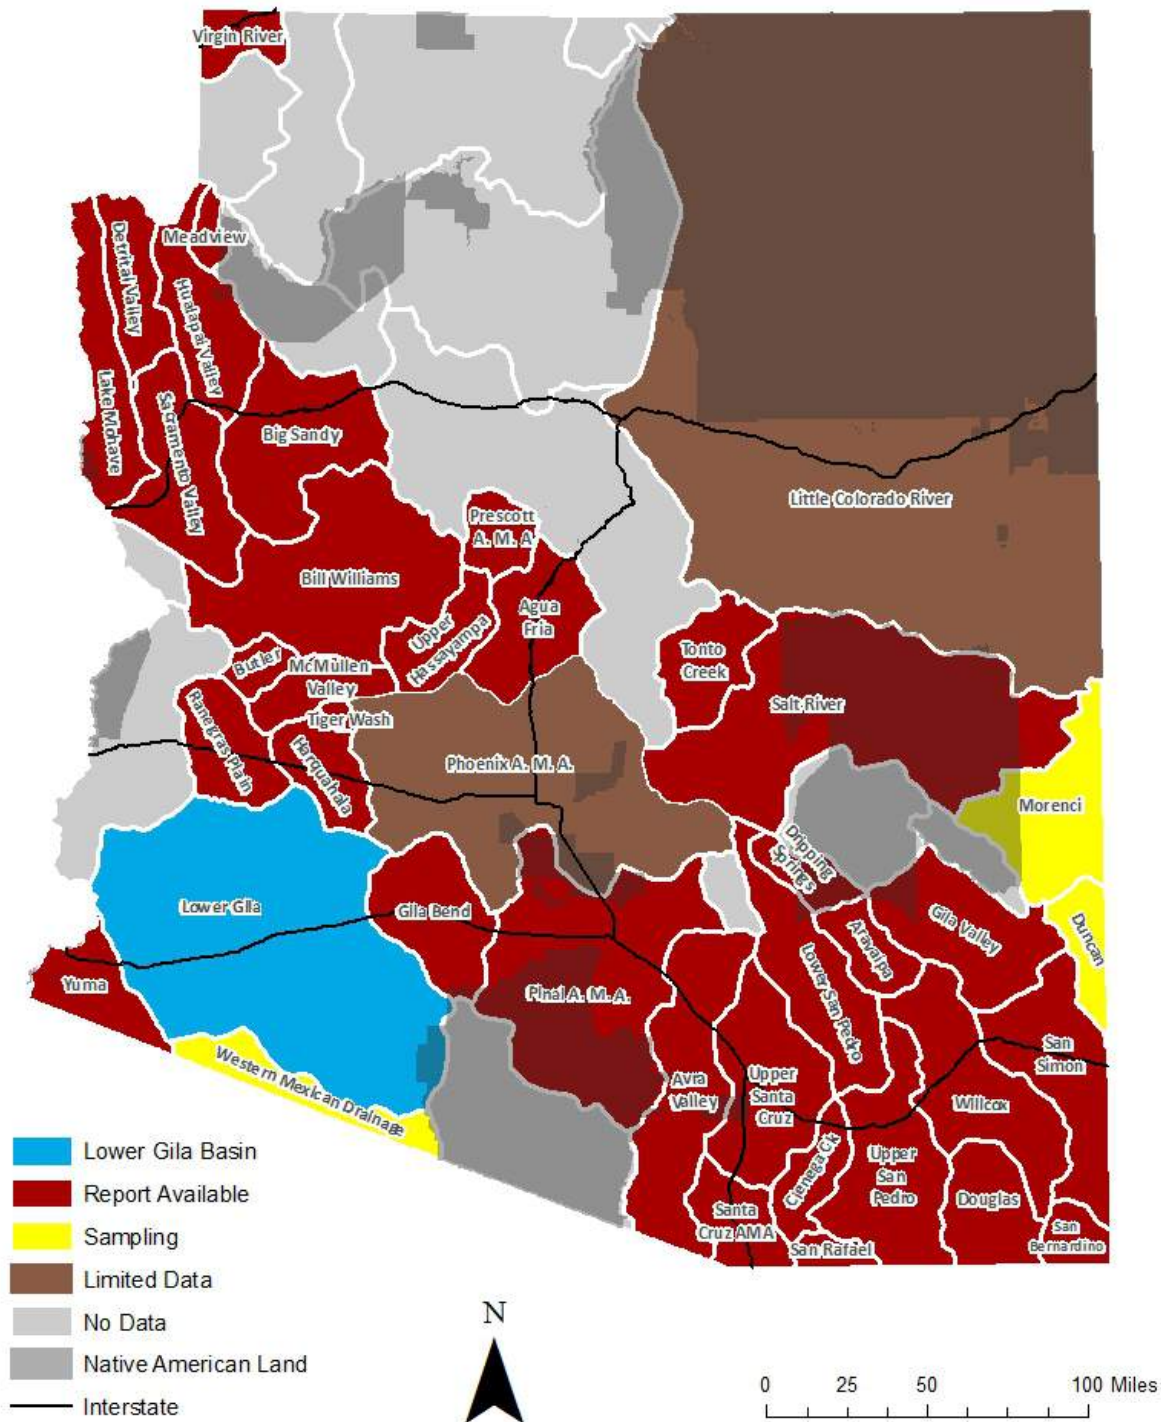 Virgin River
Meadview
Detrital Valley
Hualapai Valley
Lake Mohave
Sacramento Valley
Big Sandy
Little Colorado River
Prescott
A. M. A
Bill Williams
Agua
Fria
Upper
Hassayampa
Tonto
Creek
Butler
McMullen
Valley
Tiger Wash
Ranegras Plain
Harquahala
Salt River
Phoenix A. M. A.
Morenci
Dripping
Springs
Lower Gila
Gila Bend
Gila Valley
Duncan
Aravaipa
Lower San Pedro
Yuma
Pinal A. M. A.
San
Simon
Western Mexican Drainage
Avra
Valley
Upper
Santa
Cruz
Willcox
Cienega Ck
Upper
San
Pedro
Douglas
Santa
Cruz AMA
San Rafael
San
Bernardino
Lower Gila Basin
Report Available
Sampling
Limited Data
No Data
Native American Land
Interstate
N
0 25 50 100 Miles